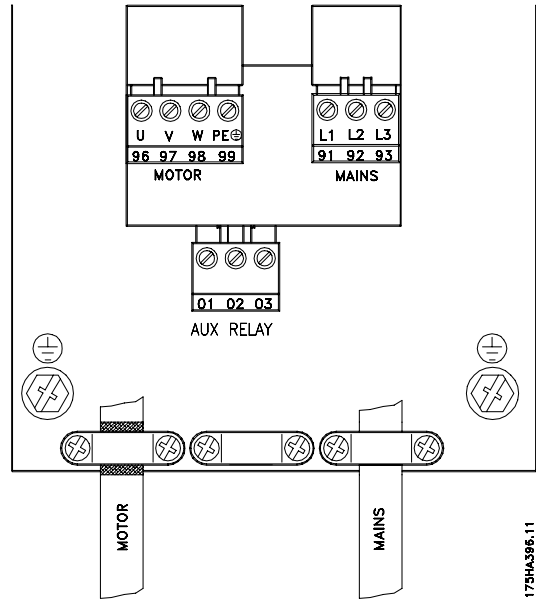 U V W PE
96 97 98 99
MOTOR
L1 L2 L3
91 92 93
MAINS
01 02 03
AUX RELAY
MOTOR
MAINS
175HA396.11